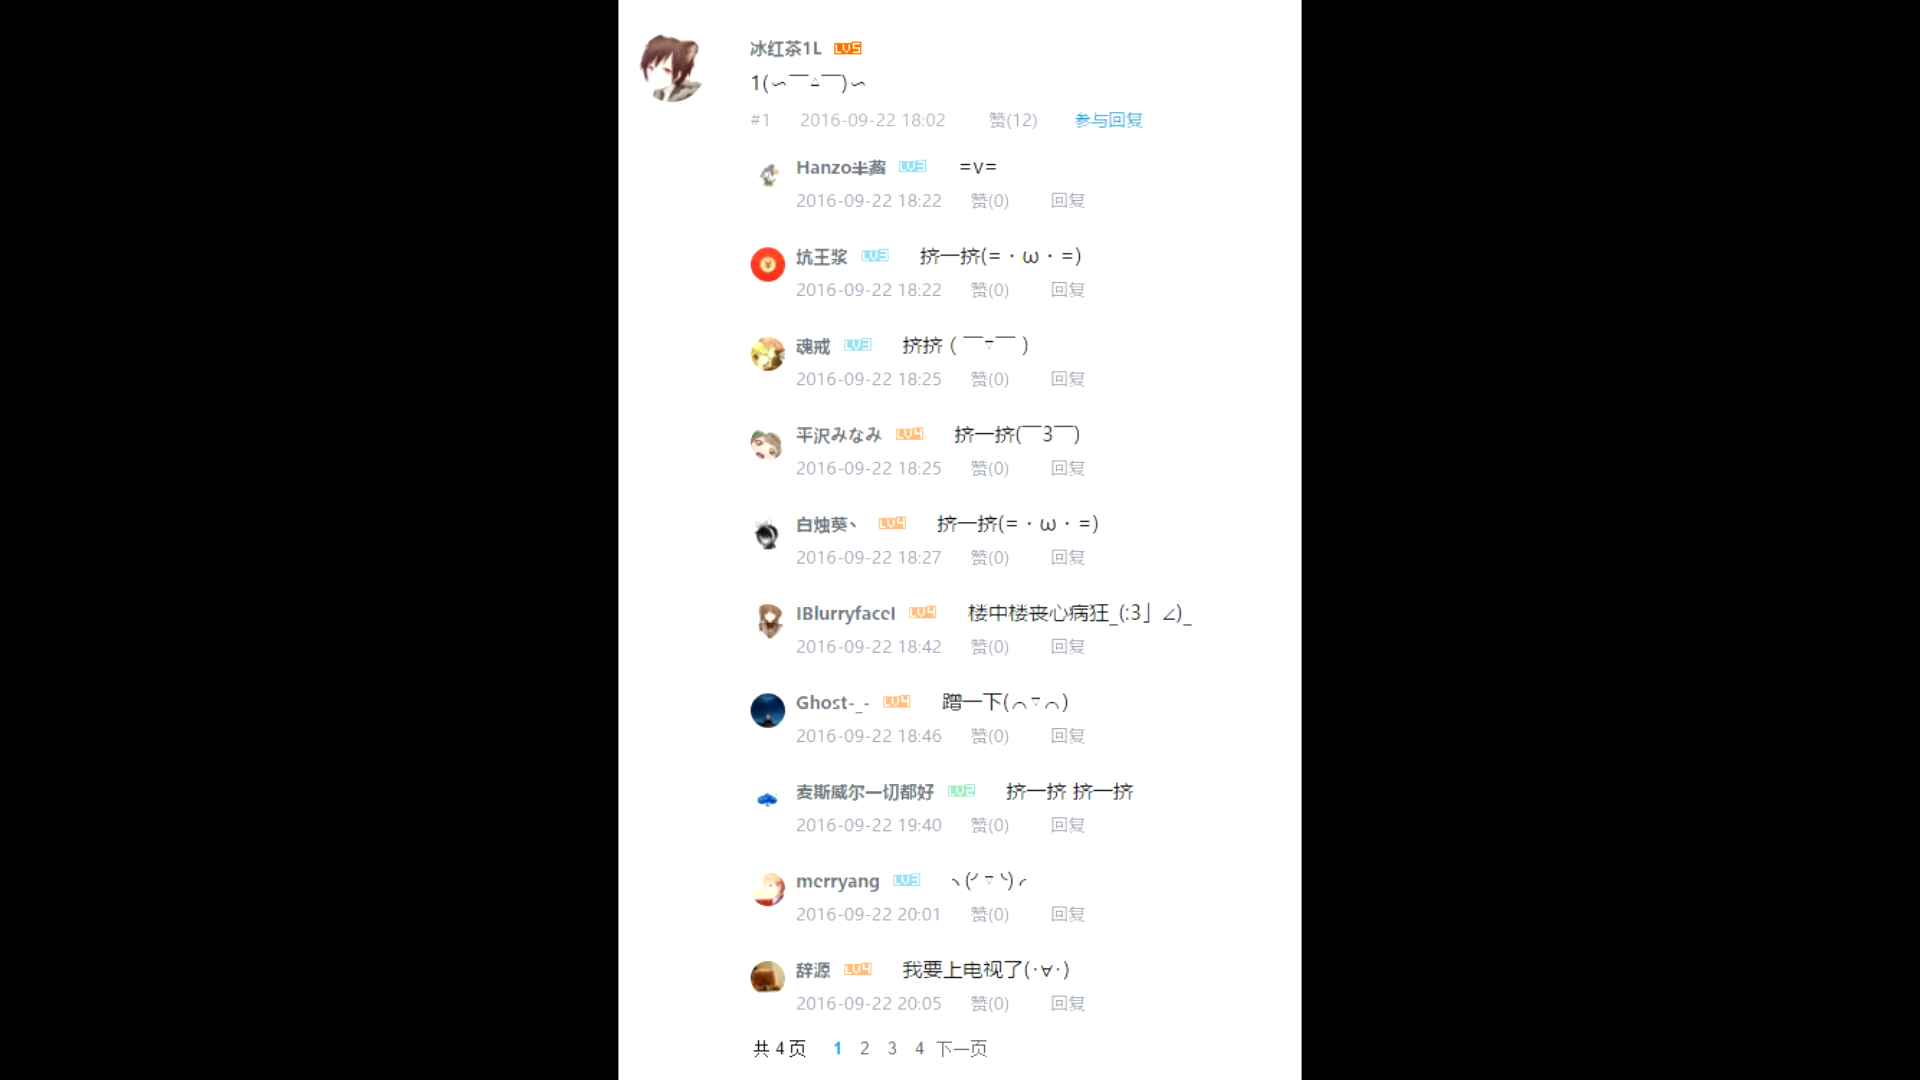 冰红茶1L LV5
1(∽￣▵￣)∽
#1 2016-09-22 18:02 赞(12) 参与回复
Hanzo半藏 LV3 =v=
2016-09-22 18:22 赞(0) 回复
坑王浆 LV3 挤一挤(=・ω・=)
2016-09-22 18:22 赞(0) 回复
魂戒 LV3 挤挤 ( ￣▿￣ )
2016-09-22 18:25 赞(0) 回复
平沢みなみ LV4 挤一挤(￣3￣)
2016-09-22 18:25 赞(0) 回复
白烛葵丶 LV4 挤一挤(=・ω・=)
2016-09-22 18:27 赞(0) 回复
IBlurryfaceI LV4 楼中楼丧心病狂_(:3」∠)_
2016-09-22 18:42 赞(0) 回复
Ghost-_- LV4 蹭一下(⌒▿⌒)
2016-09-22 18:46 赞(0) 回复
麦斯威尔一切都好 LV2 挤一挤 挤一挤
2016-09-22 19:40 赞(0) 回复
merryang LV3 ヽ(′▿‵)ノ
2016-09-22 20:01 赞(0) 回复
辞源 LV4 我要上电视了(·∀·)
2016-09-22 20:05 赞(0) 回复
共 4 页 1 2 3 4 下一页